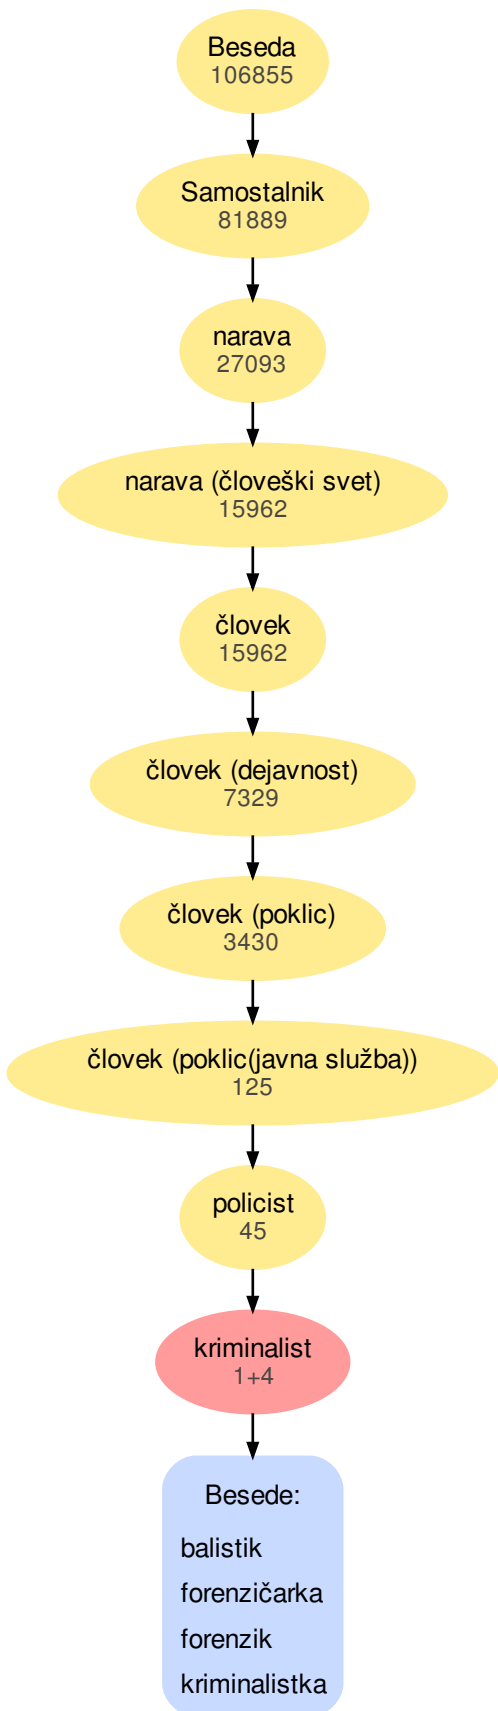 Beseda
106855
Samostalnik
81889
narava
27093
narava (človeški svet)
15962
človek
15962
človek (dejavnost)
7329
človek (poklic)
3430
človek (poklic(javna služba))
125
policist
45
kriminalist
1+4
Besede:
balistik
forenzičarka
forenzik
kriminalistka